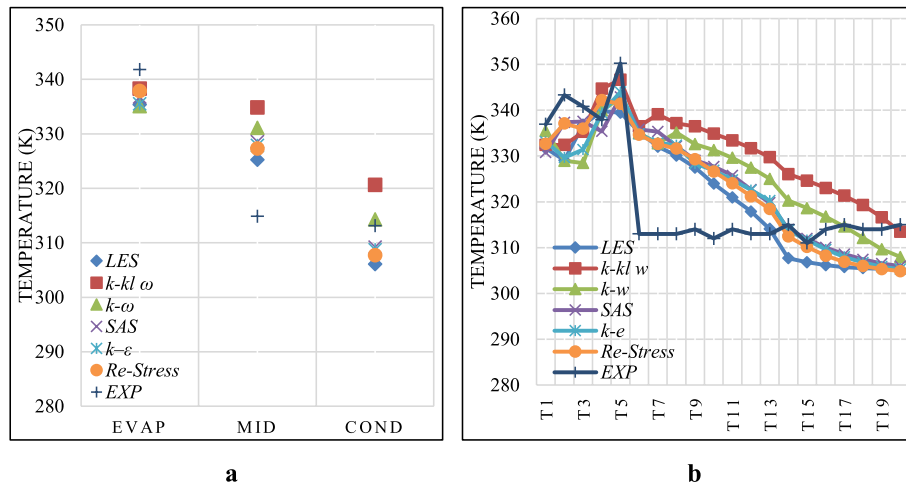 TEMPERATURE (K)
350
340
330
320
310
300
290
280
EVAP MID COND
LES
k-kl ω
k-ω
SAS
k–ε
Re-Stress
EXP
a
TEMPERATURE (K)
360
350
340
330
320
310
300
290
280
T1 T3 T5 T7 T9 T11 T13 T15 T17 T19
LES
k-kl w
k-w
SAS
k-e
Re-Stress
EXP
b